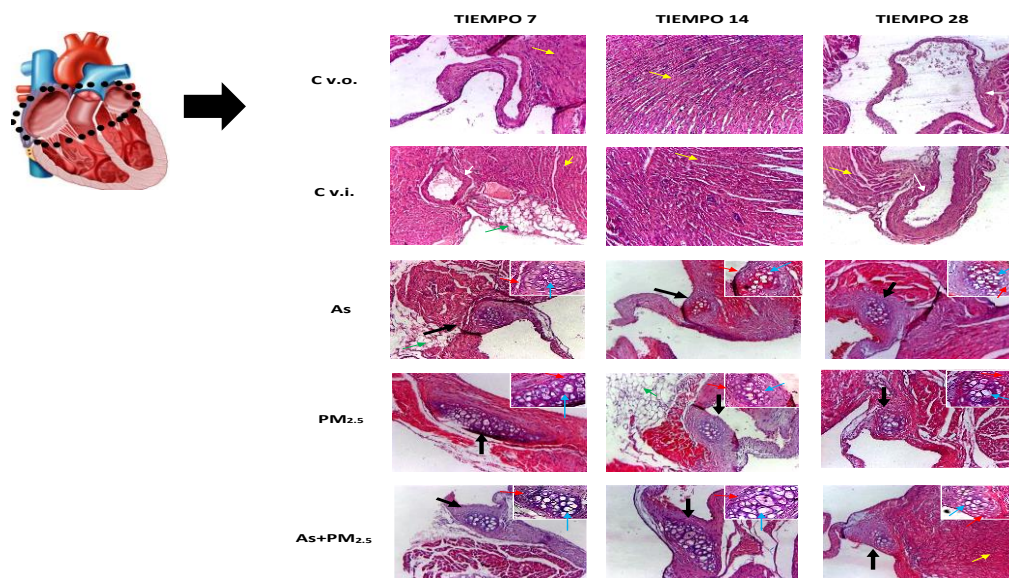 TIEMPO 7 TIEMPO 14 TIEMPO 28
C v.o.
C v.i.
As
PM2.5
As+PM2.5